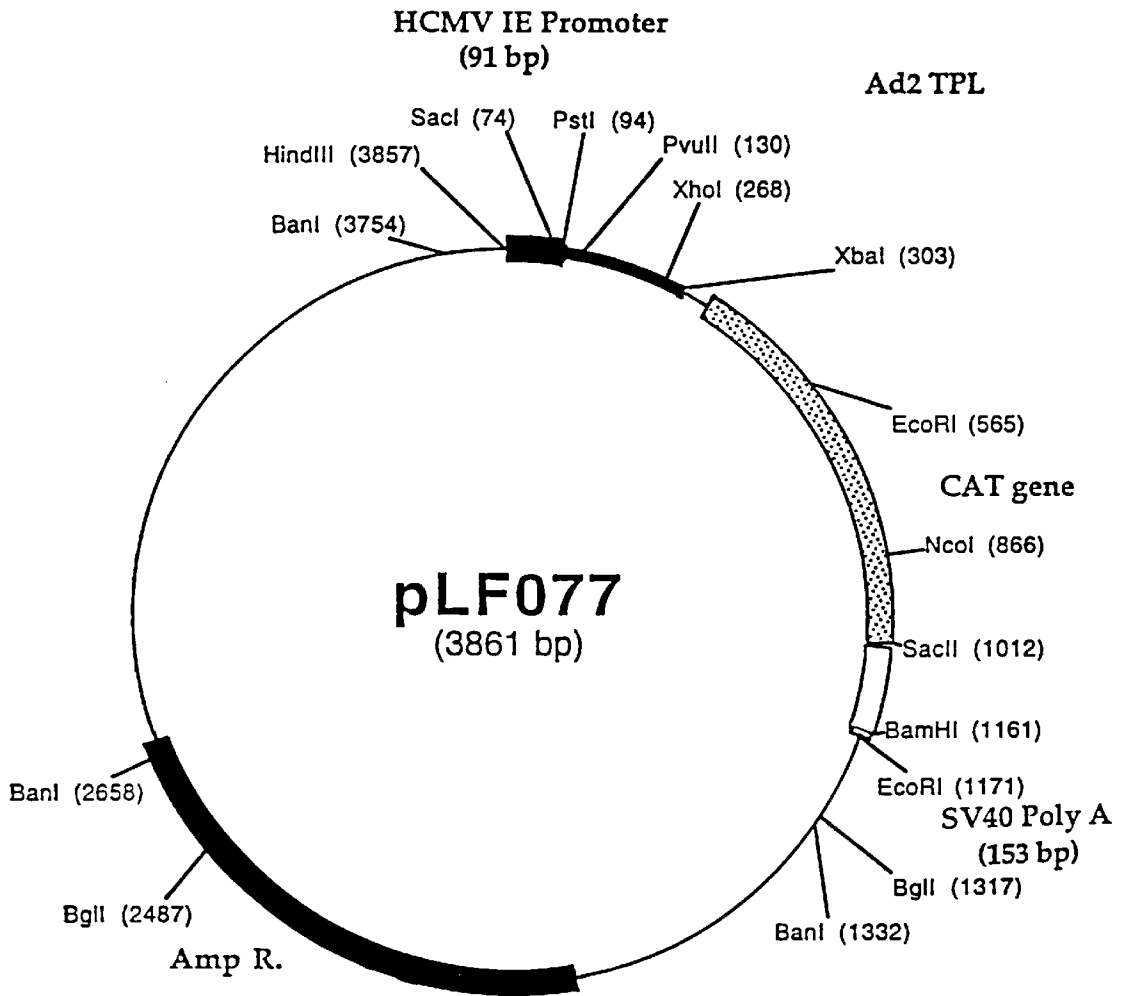 HCMV IE Promoter
(91 bp)
Ad2 TPL
SacI (74)
PstI (94)
PvuII (130)
HindIII (3857)
XhoI (268)
BanI (3754)
XbaI (303)
EcoRI (565)
CAT gene
NcoI (866)
pLF077
(3861 bp)
SacII (1012)
BamHI (1161)
EcoRI (1171)
BanI (2658)
SV40 Poly A
(153 bp)
BglI (1317)
BglI (2487)
BanI (1332)
Amp R.